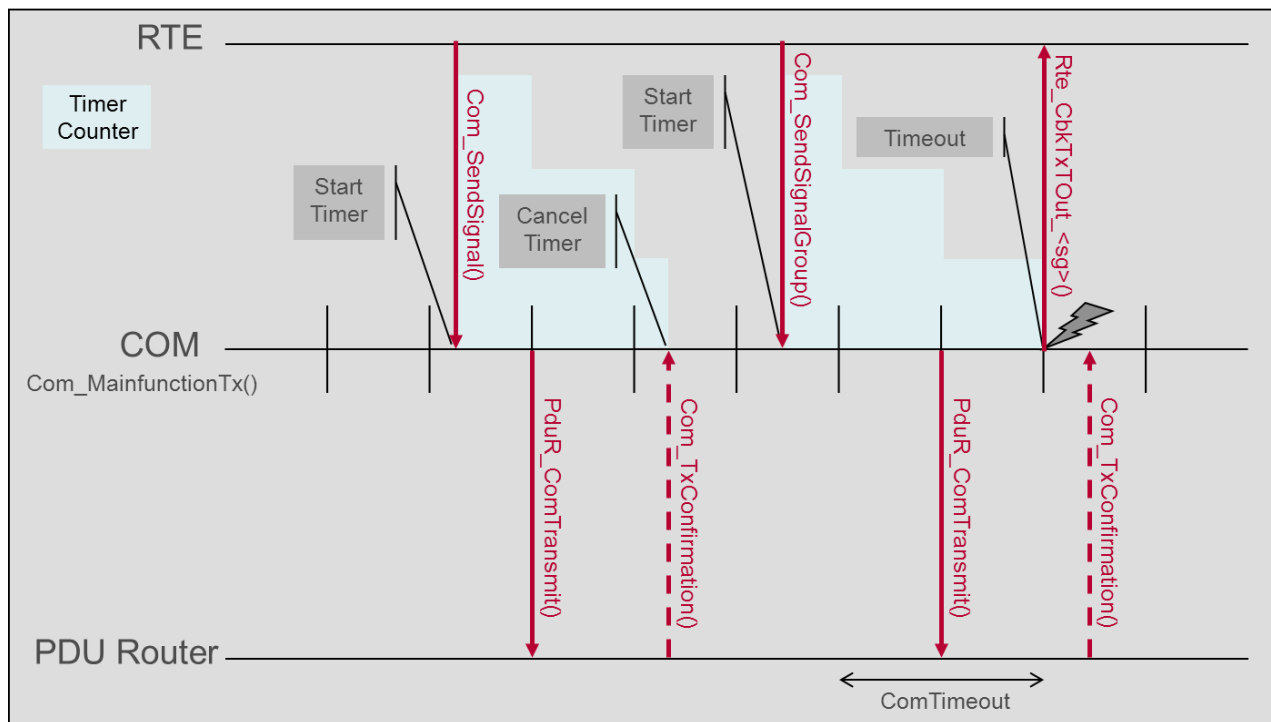 RTE
Timer
Counter
Start
Timer
Com_SendSignal()
Cancel
Timer
Start
Timer
Com_SendSignalGroup()
Timeout
Rte_CbkTxTOut_<sg>()
COM
Com_MainfunctionTx()
PduR_ComTransmit()
Com_TxConfirmation()
PduR_ComTransmit()
Com_TxConfirmation()
PDU Router
ComTimeout